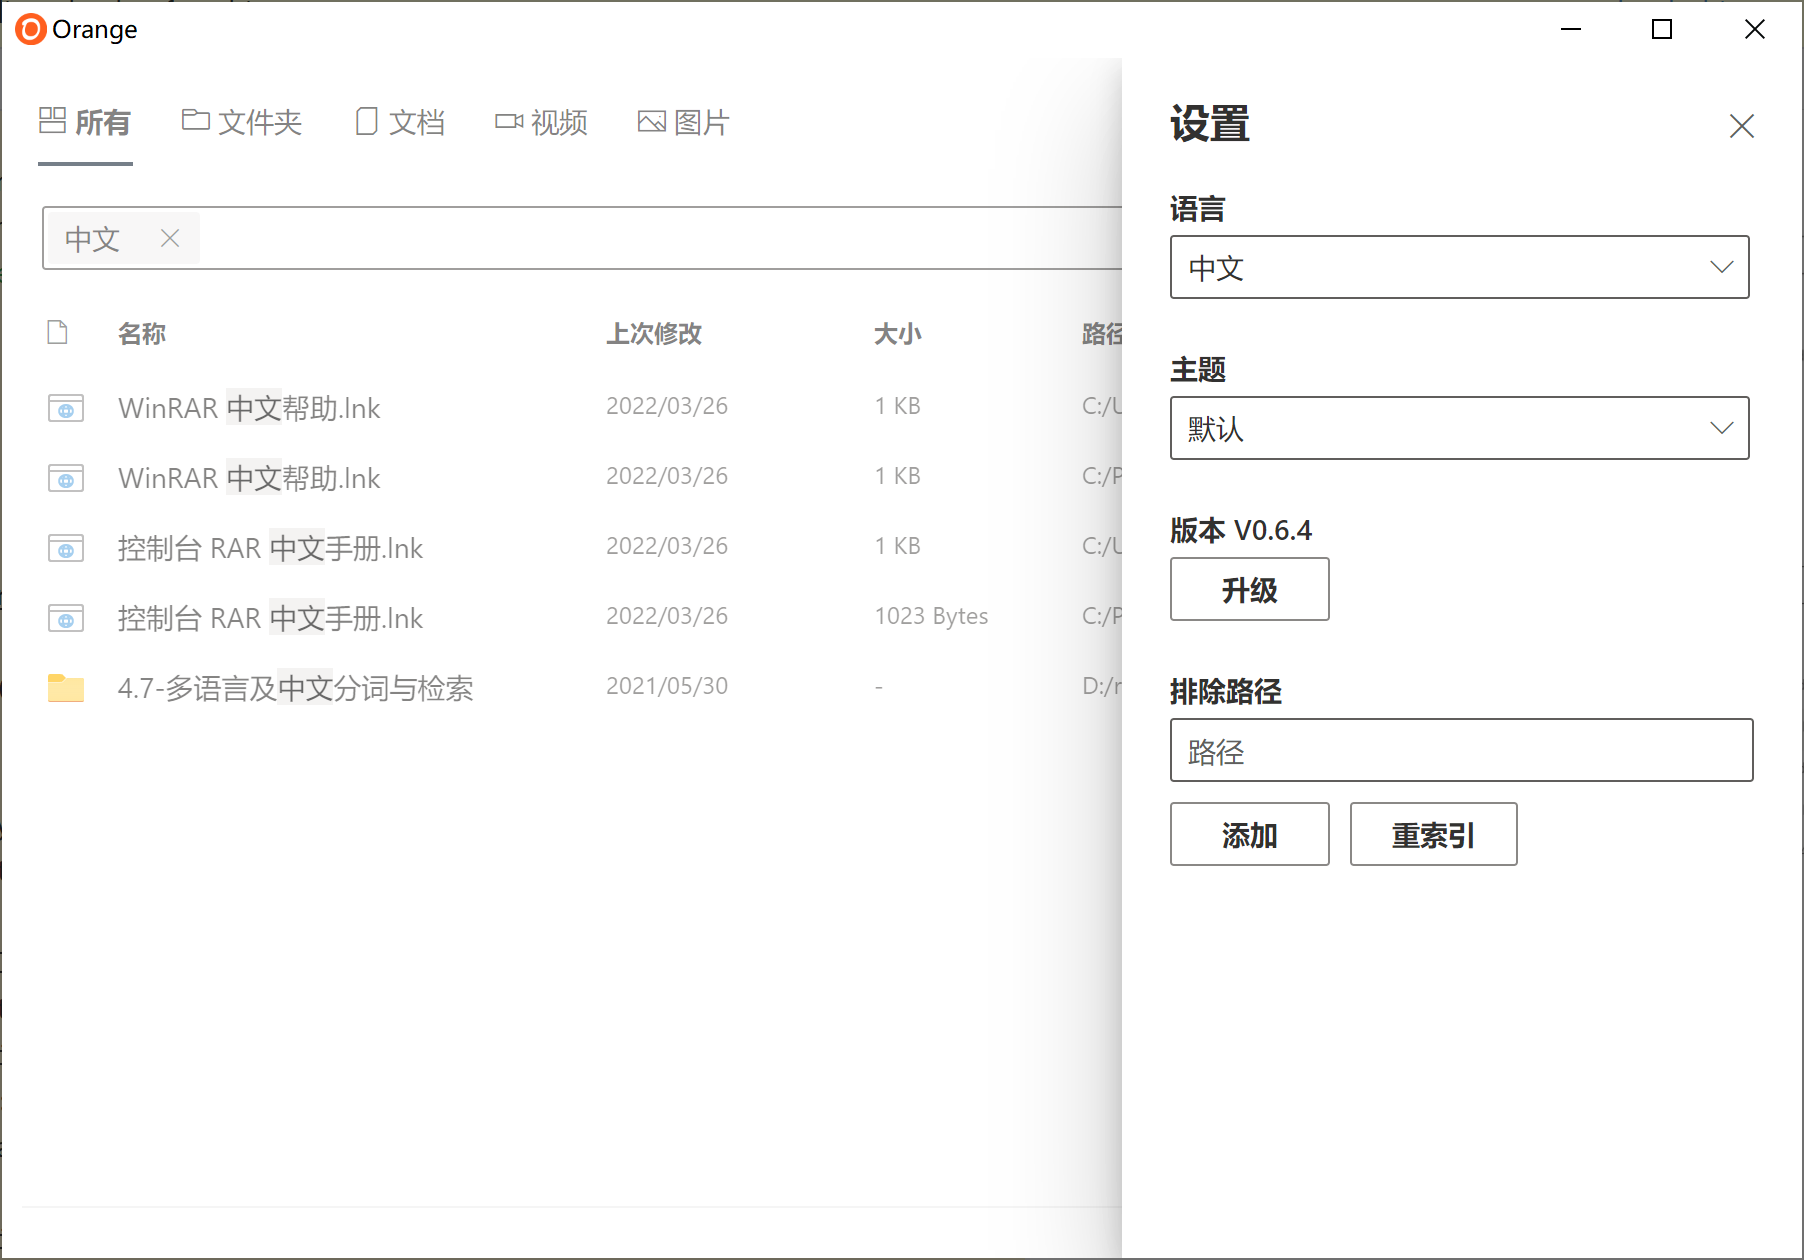 Orange
所有 文件夹 文档 视频 图片
中文
名称 上次修改 大小 路径
WinRAR 中文帮助.lnk 2022/03/26 1 KB C:/U
WinRAR 中文帮助.lnk 2022/03/26 1 KB C:/P
控制台 RAR 中文手册.lnk 2022/03/26 1 KB C:/U
控制台 RAR 中文手册.lnk 2022/03/26 1023 Bytes C:/P
4.7-多语言及中文分词与检索 2021/05/30 - D:/r
设置
语言
中文
主题
默认
版本 V0.6.4
升级
排除路径
路径
添加 重索引